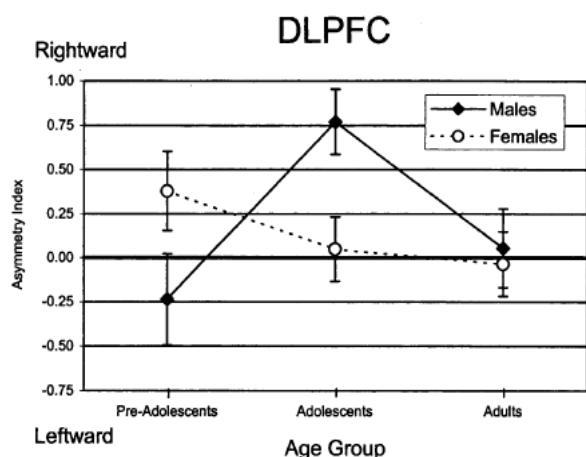 DLPFC
Rightward
1.00
0.75
0.50
0.25
0.00
-0.25
-0.50
-0.75
Asymmetry Index
Males
Females
Pre-Adolescents
Adolescents
Adults
Leftward
Age Group